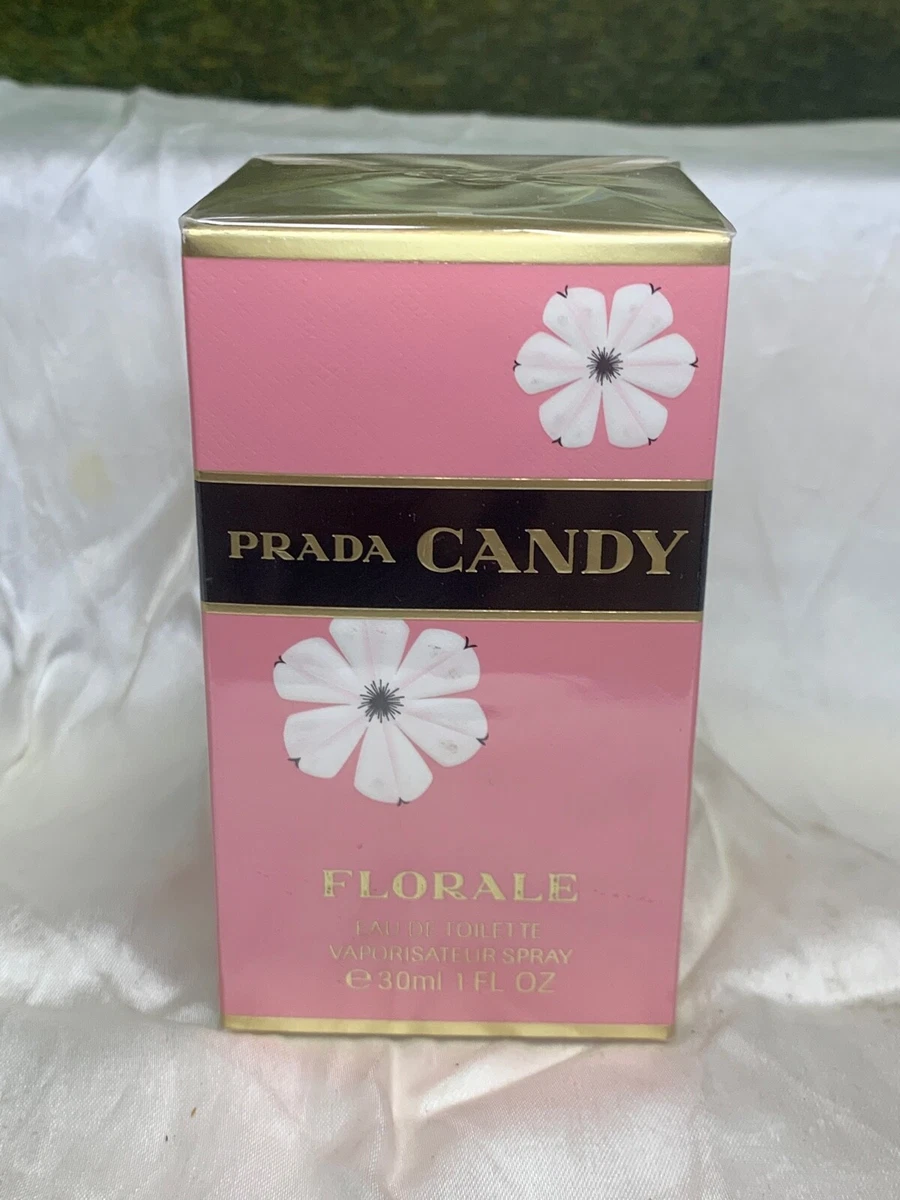 PRADA CANDY
FLORALE
EAU DE TOILETTE
VAPORISATEUR SPRAY
℮30ml 1 FL OZ